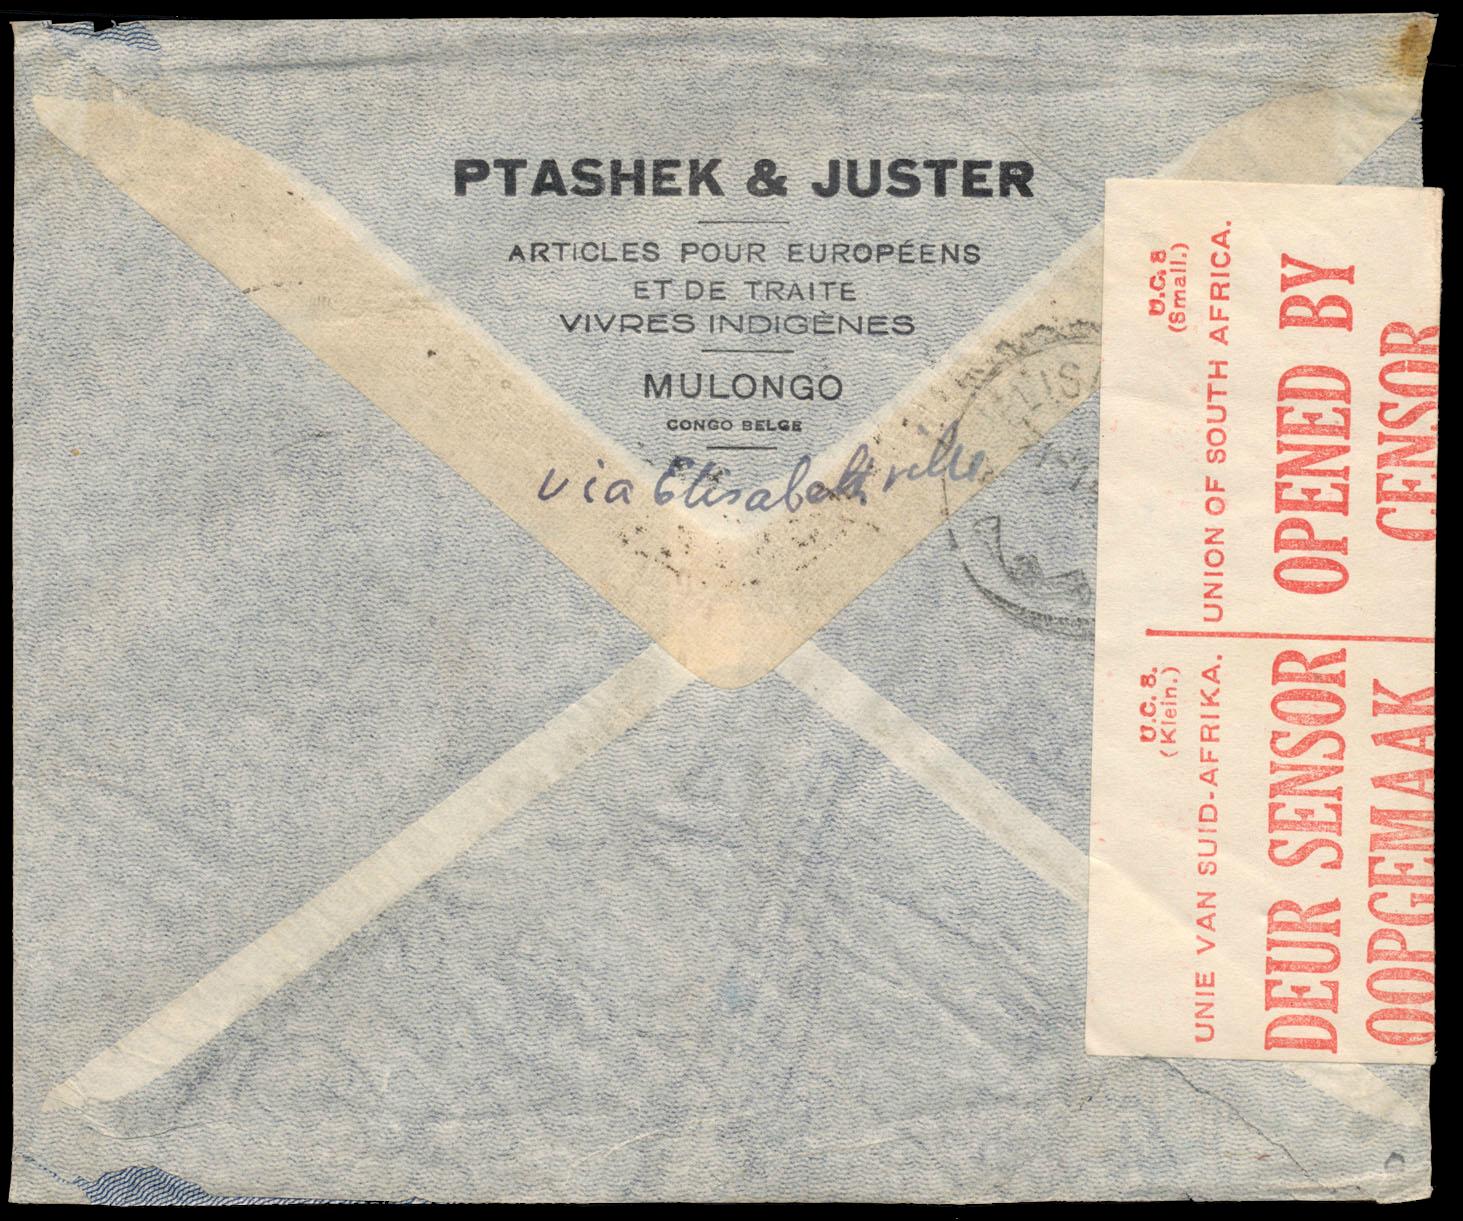 PTASHEK & JUSTER
ARTICLES POUR EUROPÉENS
ET DE TRAITE
VIVRES INDIGÈNES
MULONGO
CONGO BELGE
via Elisabethville
U.C. 8
(Small.)
UNION OF SOUTH AFRICA.
OPENED BY
CENSOR
U.C. 8.
(Klein.)
UNIE VAN SUID-AFRIKA.
DEUR SENSOR
OOPGEMAAK